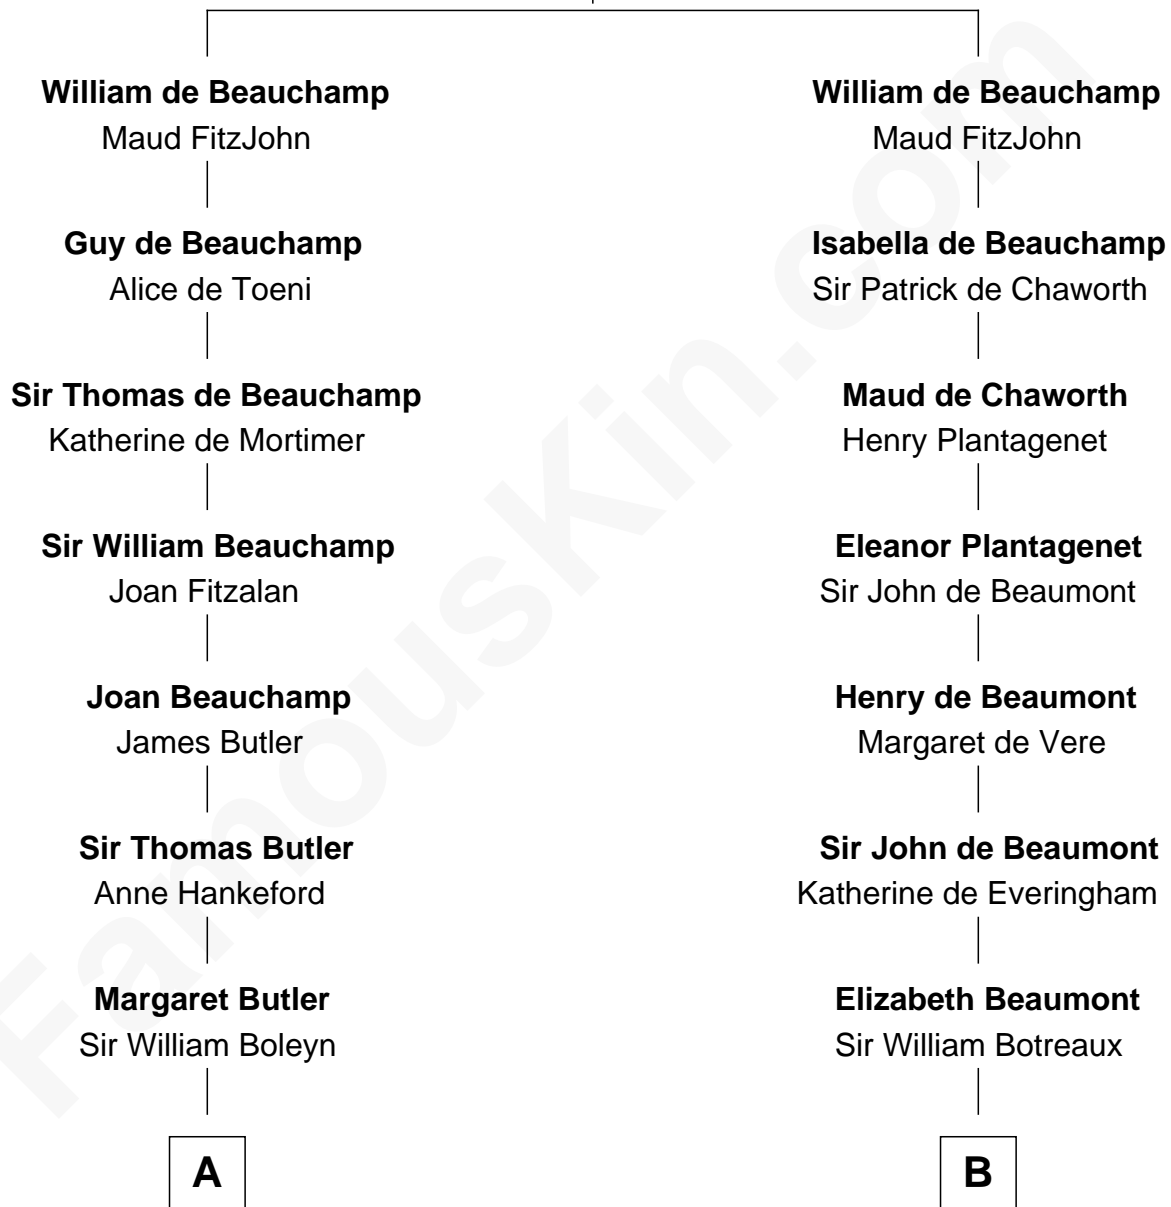 William de Beauchamp
Maud FitzJohn
Guy de Beauchamp
Alice de Toeni
Sir Thomas de Beauchamp
Katherine de Mortimer
Sir William Beauchamp
Joan Fitzalan
Joan Beauchamp
James Butler
Sir Thomas Butler
Anne Hankeford
Margaret Butler
Sir William Boleyn
A
William de Beauchamp
Maud FitzJohn
Isabella de Beauchamp
Sir Patrick de Chaworth
Maud de Chaworth
Henry Plantagenet
Eleanor Plantagenet
Sir John de Beaumont
Henry de Beaumont
Margaret de Vere
Sir John de Beaumont
Katherine de Everingham
Elizabeth Beaumont
Sir William Botreaux
B
FamousKin.com